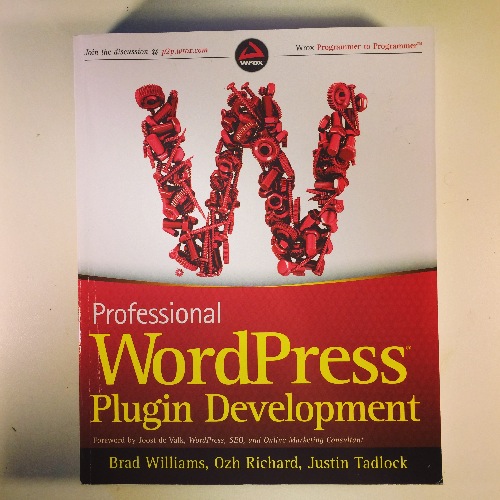 Join the discussion @ p2p.wrox.com
wrox
Wrox Programmer to Programmer™
W
Professional
WordPress™
Plugin Development
Foreword by Joost de Valk, WordPress, SEO, and Online Marketing Consultant
Brad Williams, Ozh Richard, Justin Tadlock